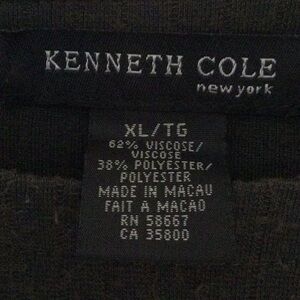 KENNETH COLE
new york
XL/TG
62% VISCOSE/
VISCOSE
38% POLYESTER/
POLYESTER
MADE IN MACAU
FAIT A MACAO
RN 58667
CA 35800